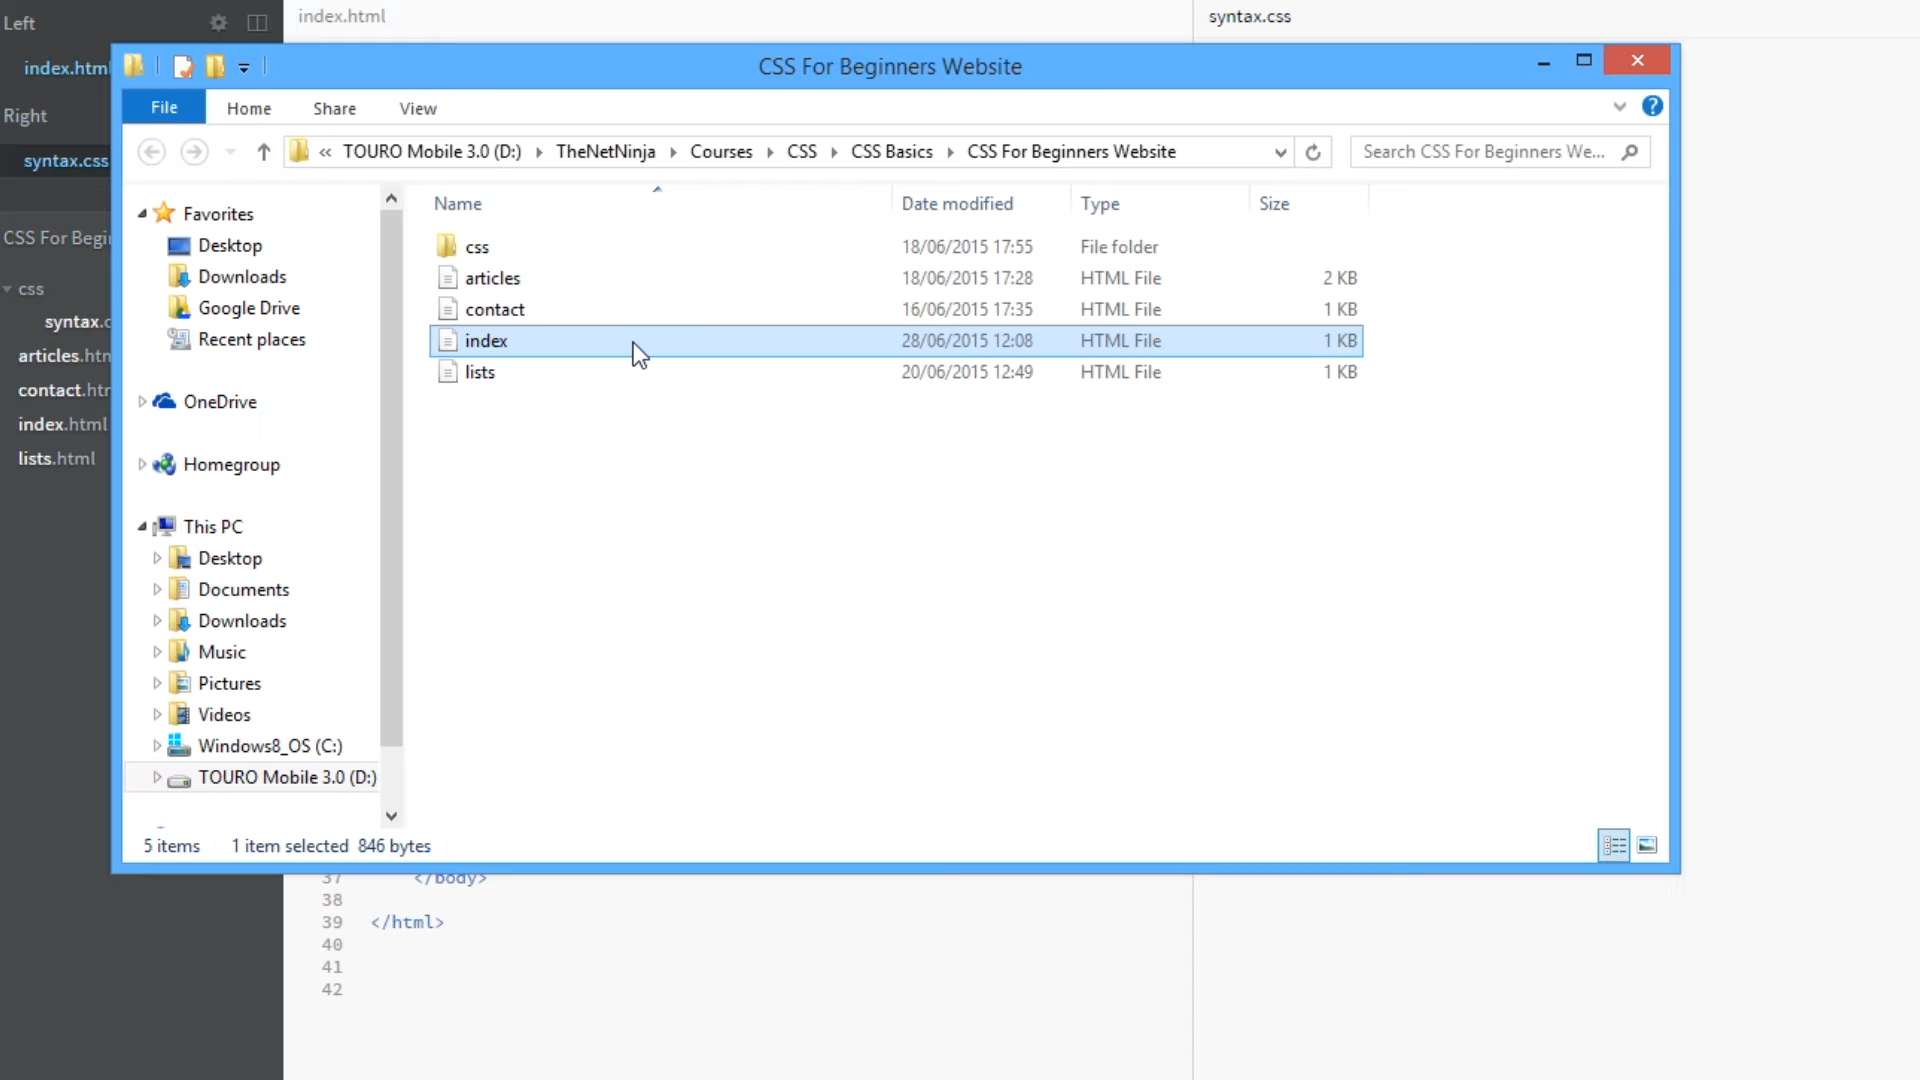 Left
index.html
syntax.css
index.html
Right
syntax.css
CSS For Begi
css
syntax.c
articles.htm
contact.htm
index.html
lists.html
CSS For Beginners Website
File Home Share View
« TOURO Mobile 3.0 (D:) TheNetNinja Courses CSS CSS Basics CSS For Beginners Website
Search CSS For Beginners We...
Favorites
Desktop
Downloads
Google Drive
Recent places
OneDrive
Homegroup
This PC
Desktop
Documents
Downloads
Music
Pictures
Videos
Windows8_OS (C:)
TOURO Mobile 3.0 (D:)
Name Date modified Type Size
css 18/06/2015 17:55 File folder
articles 18/06/2015 17:28 HTML File 2 KB
contact 16/06/2015 17:35 HTML File 1 KB
index 28/06/2015 12:08 HTML File 1 KB
lists 20/06/2015 12:49 HTML File 1 KB
5 items 1 item selected 846 bytes
37 </body>
38
39 </html>
40
41
42